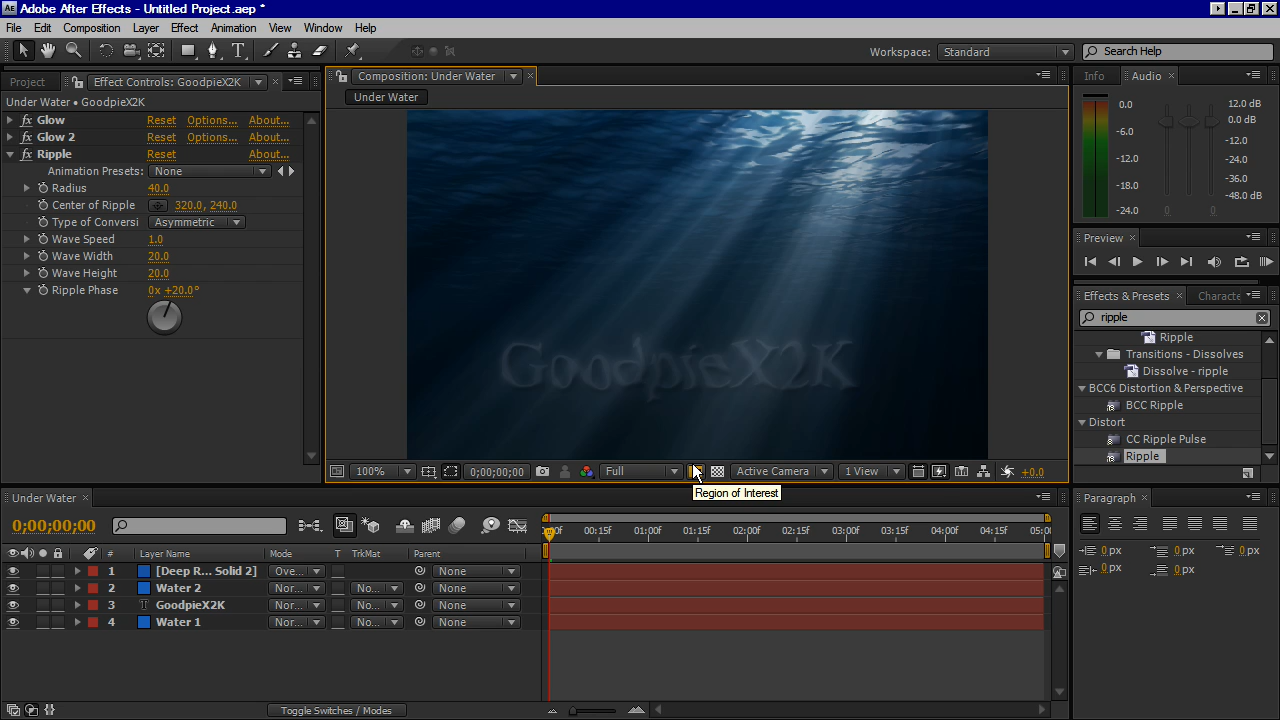 Adobe After Effects - Untitled Project.aep *
File Edit Composition Layer Effect Animation View Window Help
Workspace: Standard Search Help
Project Effect Controls: GoodpieX2K
Composition: Under Water
Info Audio
Under Water • GoodpieX2K
Under Water
Glow Reset Options... About...
Glow 2 Reset Options... About...
Ripple Reset About...
Animation Presets: None
Radius 40.0
Center of Ripple 320.0, 240.0
Type of Conversi Asymmetric
Wave Speed 1.0
Wave Width 20.0
Wave Height 20.0
Ripple Phase 0x +20.0°
GoodpieX2K
0.0 12.0 dB
0.0 dB
-6.0 -12.0
-12.0 -24.0
-18.0 -36.0
-24.0 -48.0 dB
0 0
Preview
Effects & Presets Characte
ripple
Ripple
Transitions - Dissolves
Dissolve - ripple
BCC6 Distortion & Perspective
BCC Ripple
Distort
CC Ripple Pulse
Ripple
100% 0;00;00;00 Full Active Camera 1 View +0.0
Region of Interest
Under Water
0;00;00;00
:00f 00:15f 01:00f 01:15f 02:00f 02:15f 03:00f 03:15f 04:00f 04:15f 05:00
# Layer Name Mode T TrkMat Parent
1 [Deep R... Solid 2] Ove... None
2 Water 2 Nor... No... None
3 T GoodpieX2K Nor... No... None
4 Water 1 Nor... No... None
Toggle Switches / Modes
Paragraph
0 px 0 px 0 px
0 px 0 px